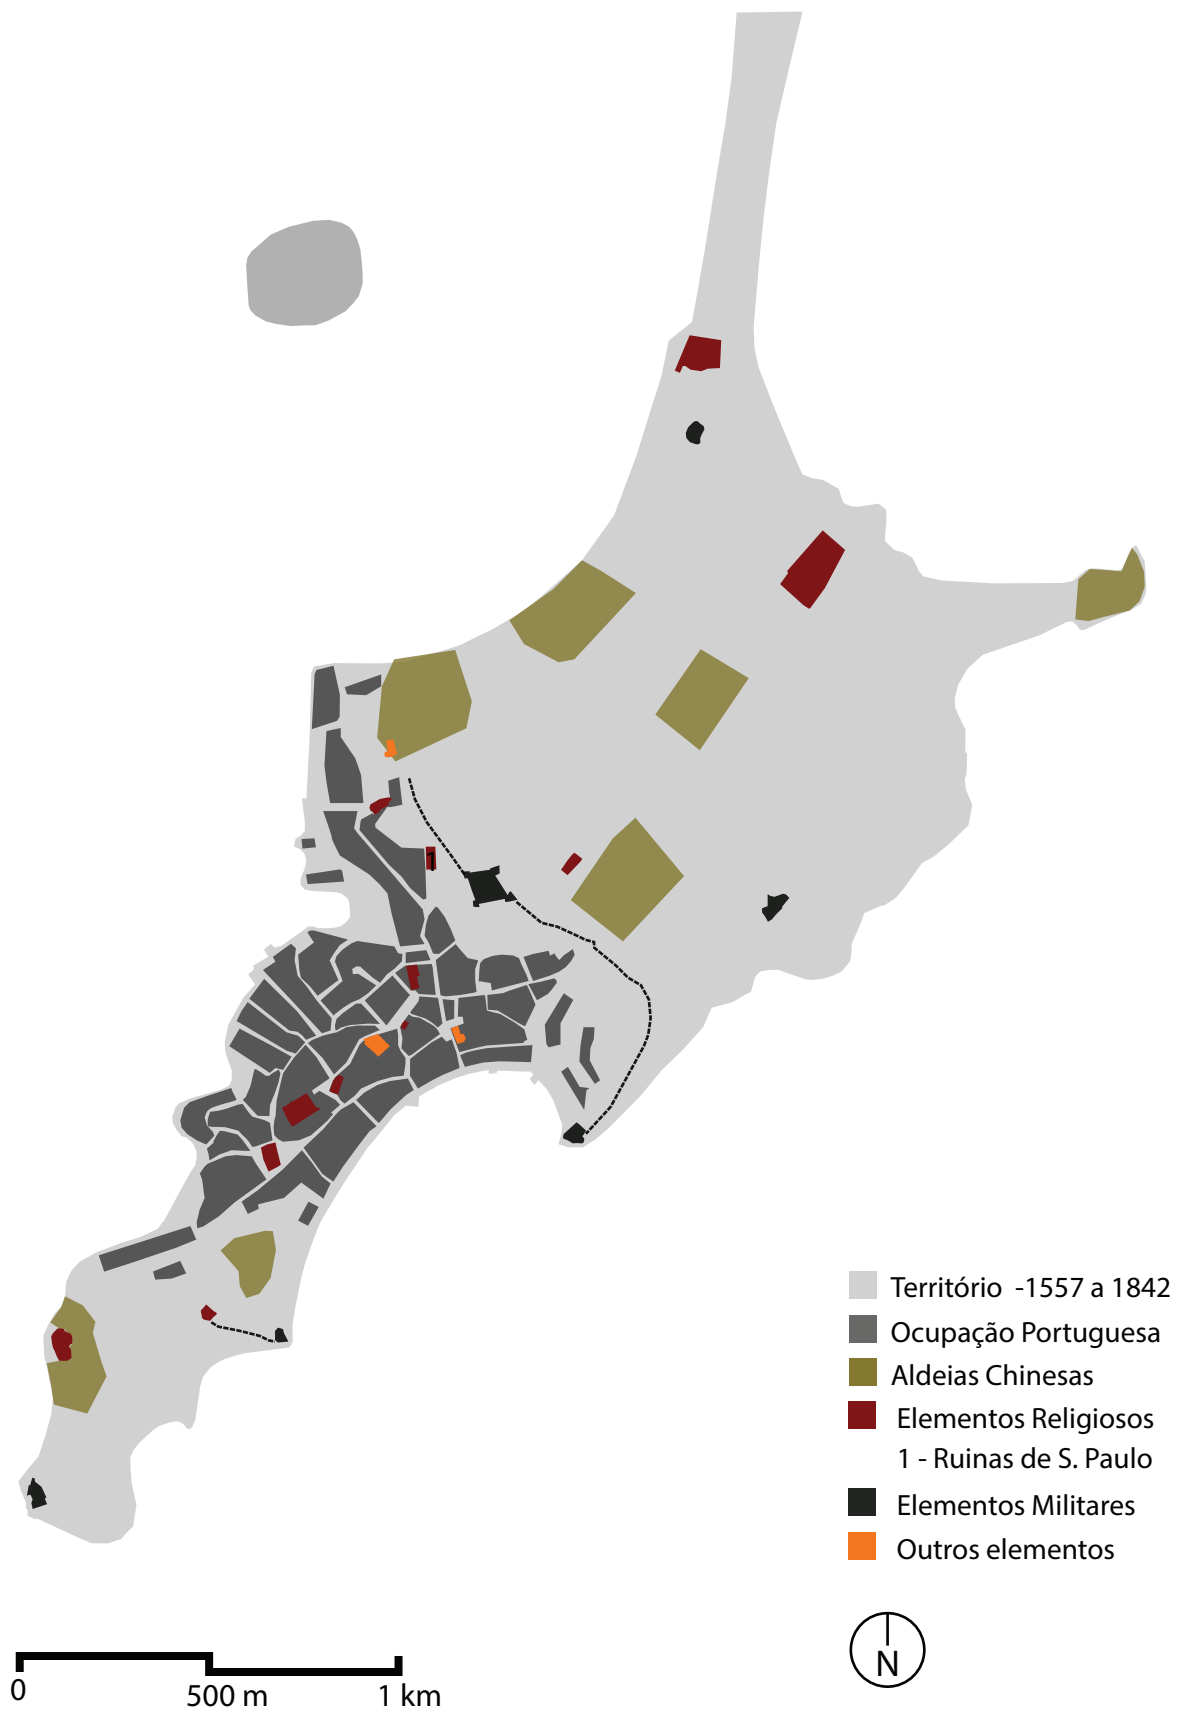 1
Território -1557 a 1842
Ocupação Portuguesa
Aldeias Chinesas
Elementos Religiosos
1 - Ruinas de S. Paulo
Elementos Militares
Outros elementos
N
0
500 m
1 km